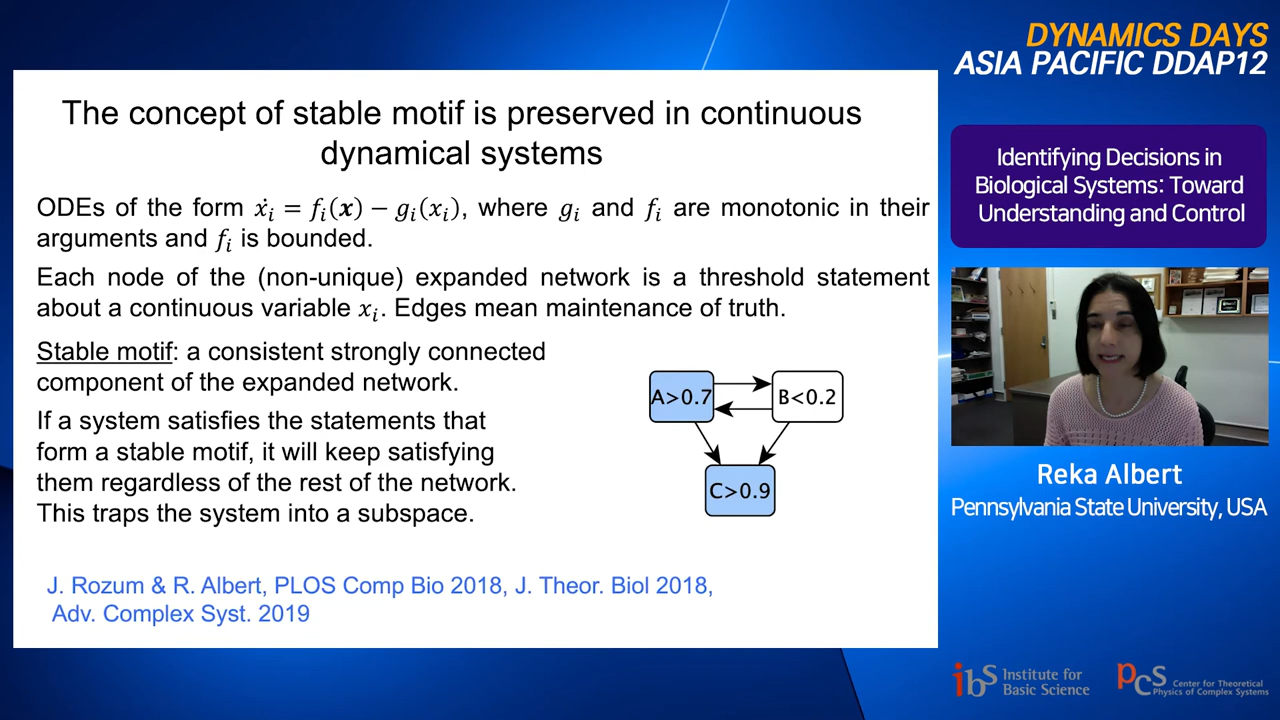 DYNAMICS DAYS
ASIA PACIFIC DDAP12
The concept of stable motif is preserved in continuous
dynamical systems
ODEs of the form ẋᵢ = fᵢ(𝒙) − gᵢ(xᵢ), where gᵢ and fᵢ are monotonic in their
arguments and fᵢ is bounded.
Each node of the (non-unique) expanded network is a threshold statement
about a continuous variable xᵢ. Edges mean maintenance of truth.
Stable motif: a consistent strongly connected
component of the expanded network.
If a system satisfies the statements that
form a stable motif, it will keep satisfying
them regardless of the rest of the network.
This traps the system into a subspace.
A>0.7
B<0.2
C>0.9
J. Rozum & R. Albert, PLOS Comp Bio 2018, J. Theor. Biol 2018,
Adv. Complex Syst. 2019
Identifying Decisions in
Biological Systems: Toward
Understanding and Control
Reka Albert
Pennsylvania State University, USA
ibs Institute for
Basic Science
pcs Center for Theoretical
Physics of Complex Systems